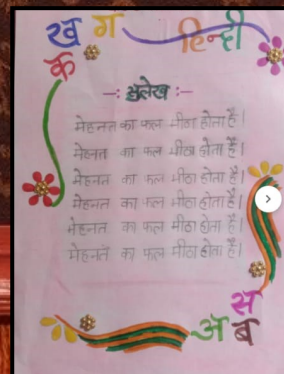 ख ग हिन्दी
क
-: सुलेख :-
मेहनत का फल मीठा होता है।
मेहनत का फल मीठा होता है।
मेहनत का फल मीठा होता है।
मेहनत का फल मीठा होता है।
मेहनत का फल मीठा होता है।
मेहनत का फल मीठा होता है।
स
अ ब